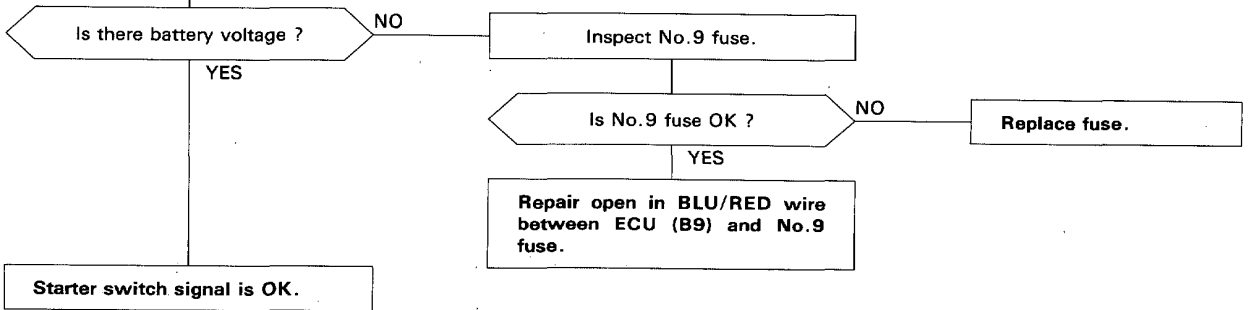 Is there battery voltage ?
NO
YES
Inspect No.9 fuse.
Is No.9 fuse OK ?
NO
Replace fuse.
YES
Repair open in BLU/RED wire
between ECU (B9) and No.9
fuse.
Starter switch signal is OK.